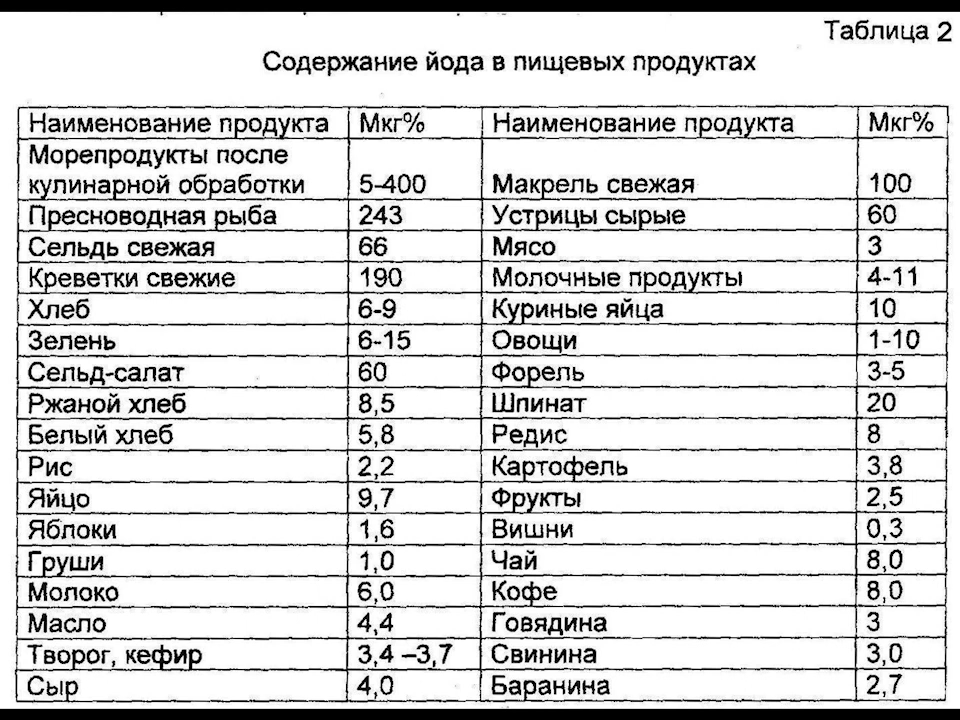 Таблица 2
Содержание йода в пищевых продуктах
Наименование продукта Мкг% Наименование продукта Мкг%
Морепродукты после
кулинарной обработки 5-400 Макрель свежая 100
Пресноводная рыба 243 Устрицы сырые 60
Сельдь свежая 66 Мясо 3
Креветки свежие 190 Молочные продукты 4-11
Хлеб 6-9 Куриные яйца 10
Зелень 6-15 Овощи 1-10
Сельд-салат 60 Форель 3-5
Ржаной хлеб 8,5 Шпинат 20
Белый хлеб 5,8 Редис 8
Рис 2,2 Картофель 3,8
Яйцо 9,7 Фрукты 2,5
Яблоки 1,6 Вишни 0,3
Груши 1,0 Чай 8,0
Молоко 6,0 Кофе 8,0
Масло 4,4 Говядина 3
Творог, кефир 3,4 –3,7 Свинина 3,0
Сыр 4,0 Баранина 2,7